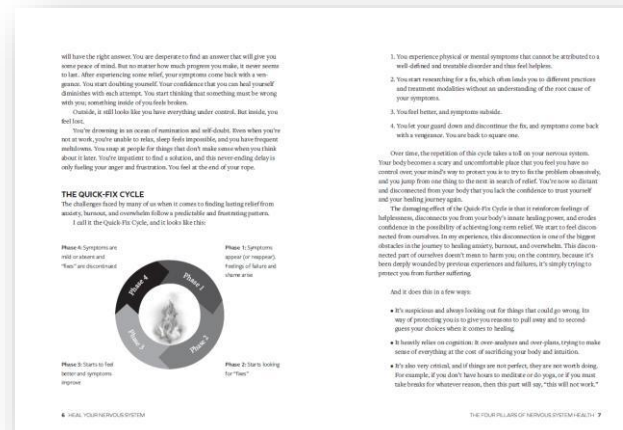 will have the right answer. You are desperate to find an answer that will give you
some peace of mind. But no matter how much progress you make, it never seems
to last. After experiencing some relief, your symptoms come back with a ven-
geance. You start doubting yourself. Your confidence that you can heal yourself
diminishes with each attempt. You start thinking that something must be wrong
with you; something inside of you feels broken.
Outside, it still looks like you have everything under control. But inside, you
feel lost.
You're drowning in an ocean of rumination and self-doubt. Even when you're
not at work, you're unable to relax, sleep feels impossible, and you have frequent
meltdowns. You snap at people for things that don't make sense when you think
about it later. You're impatient to find a solution, and this never-ending delay is
only fueling your anger and frustration. You feel at the end of your rope.
THE QUICK-FIX CYCLE
The challenges faced by many of us when it comes to finding lasting relief from
anxiety, burnout, and overwhelm follow a predictable and frustrating pattern.
I call it the Quick-Fix Cycle, and it looks like this:
Phase 4: Symptoms are
mild or absent and
"fixes" are discontinued
Phase 1: Symptoms
appear (or reappear).
Feelings of failure and
shame arise
Phase 4
Phase 1
Phase 3
Phase 2
Phase 3: Starts to feel
better and symptoms
improve
Phase 2: Starts looking
for "fixes"
6 HEAL YOUR NERVOUS SYSTEM
1. You experience physical or mental symptoms that cannot be attributed to a
well-defined and treatable disorder and thus feel helpless.
2. You start researching for a fix, which often leads you to different practices
and treatment modalities without an understanding of the root cause of
your symptoms.
3. You feel better, and symptoms subside.
4. You let your guard down and discontinue the fix, and symptoms come back
with a vengeance. You are back to square one.
Over time, the repetition of this cycle takes a toll on your nervous system.
Your body becomes a scary and uncomfortable place that you feel you have no
control over; your mind's way to protect you is to try to fix the problem obsessively,
and you jump from one thing to the next in search of relief. You're now so distant
and disconnected from your body that you lack the confidence to trust yourself
and your healing journey again.
The damaging effect of the Quick-Fix Cycle is that it reinforces feelings of
helplessness, disconnects you from your body's innate healing power, and erodes
confidence in the possibility of achieving long-term relief. We start to feel discon-
nected from ourselves. In my experience, this disconnection is one of the biggest
obstacles in the journey to healing anxiety, burnout, and overwhelm. This discon-
nected part of ourselves doesn't mean to harm you; on the contrary, because it's
been deeply wounded by previous experiences and failures, it's simply trying to
protect you from further suffering.
And it does this in a few ways:
• It's suspicious and always looking out for things that could go wrong. Its
way of protecting you is to give you reasons to pull away and to second-
guess your choices when it comes to healing.
• It heavily relies on cognition: It over-analyzes and over-plans, trying to make
sense of everything at the cost of sacrificing your body and intuition.
• It's also very critical, and if things are not perfect, they are not worth doing.
For example, if you don't have hours to meditate or do yoga, or if you must
take breaks for whatever reason, then this part will say, "this will not work."
THE FOUR PILLARS OF NERVOUS SYSTEM HEALTH 7